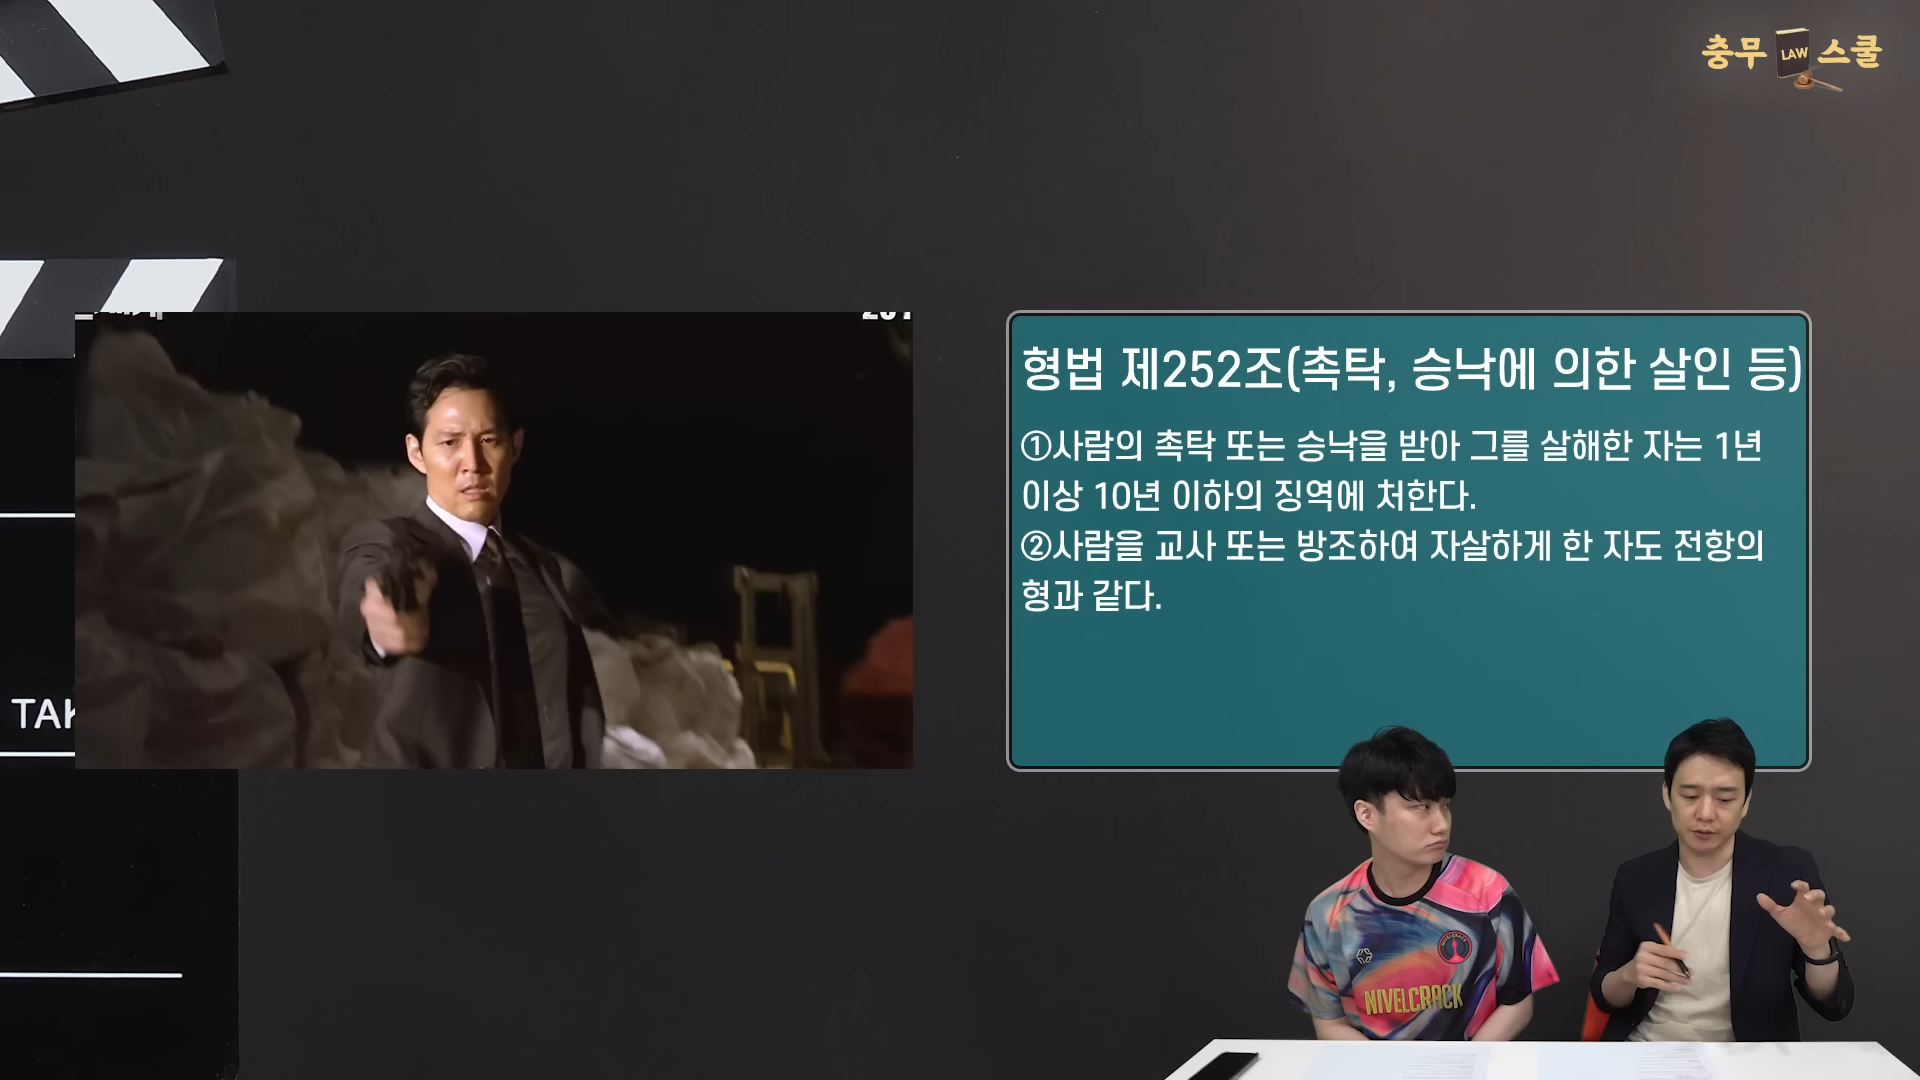 충무 LAW 스쿨
형법 제252조(촉탁, 승낙에 의한 살인 등)
①사람의 촉탁 또는 승낙을 받아 그를 살해한 자는 1년
이상 10년 이하의 징역에 처한다.
②사람을 교사 또는 방조하여 자살하게 한 자도 전항의
형과 같다.
TAK
NIVELCRACK